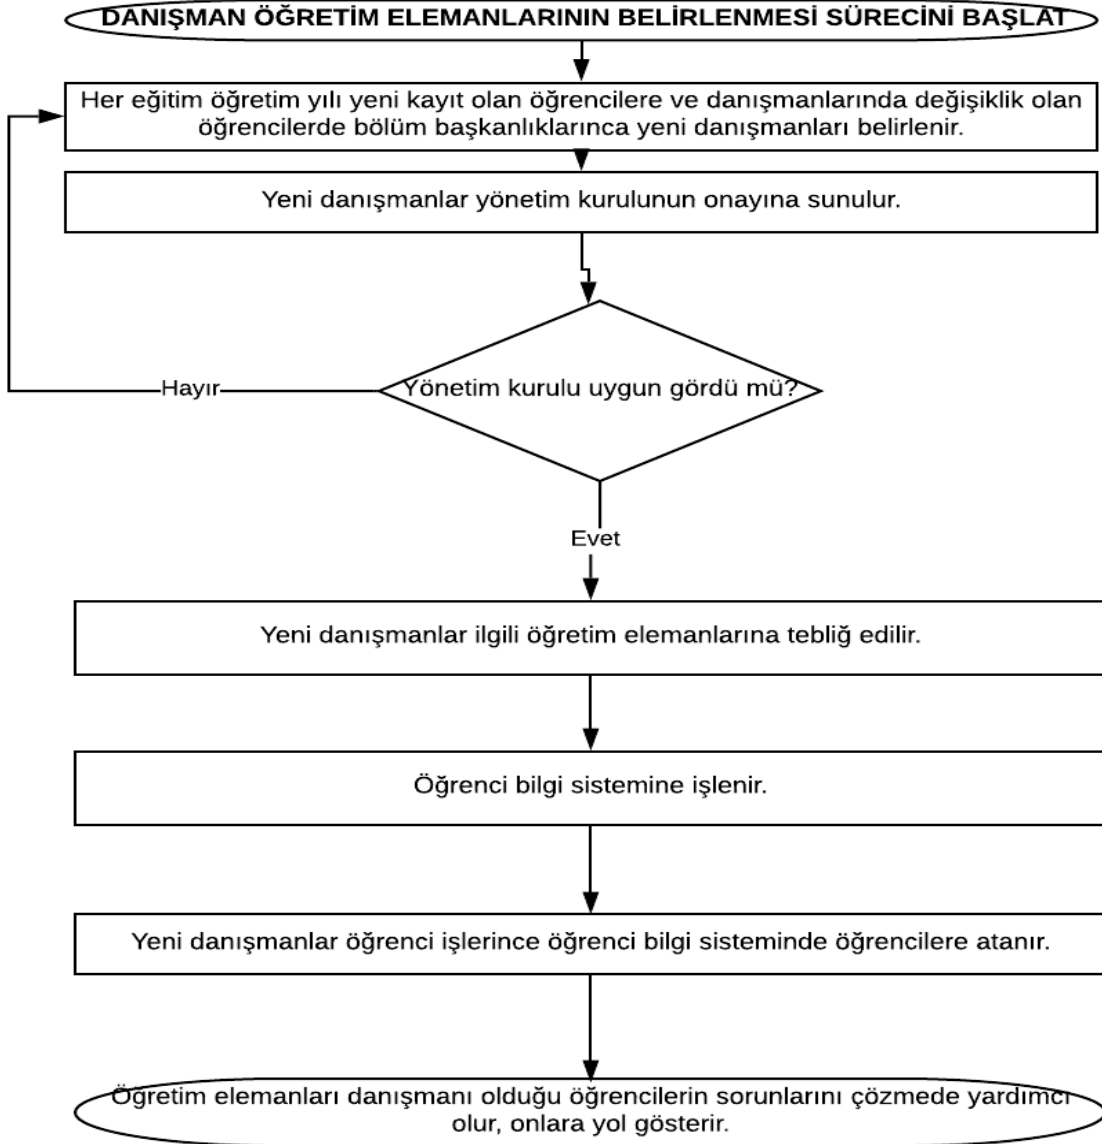 DANIŞMAN ÖĞRETİM ELEMANLARININ BELİRLENMESİ SÜRECİNİ BAŞLAT
Her eğitim öğretim yılı yeni kayıt olan öğrencilere ve danışmanlarında değişiklik olan
öğrencilerde bölüm başkanlıklarınca yeni danışmanları belirlenir.
Yeni danışmanlar yönetim kurulunun onayına sunulur.
Yönetim kurulu uygun gördü mü?
Hayır
Evet
Yeni danışmanlar ilgili öğretim elemanlarına tebliğ edilir.
Öğrenci bilgi sistemine işlenir.
Yeni danışmanlar öğrenci işlerince öğrenci bilgi sisteminde öğrencilere atanır.
Öğretim elemanları danışmanı olduğu öğrencilerin sorunlarını çözmede yardımcı
olur, onlara yol gösterir.